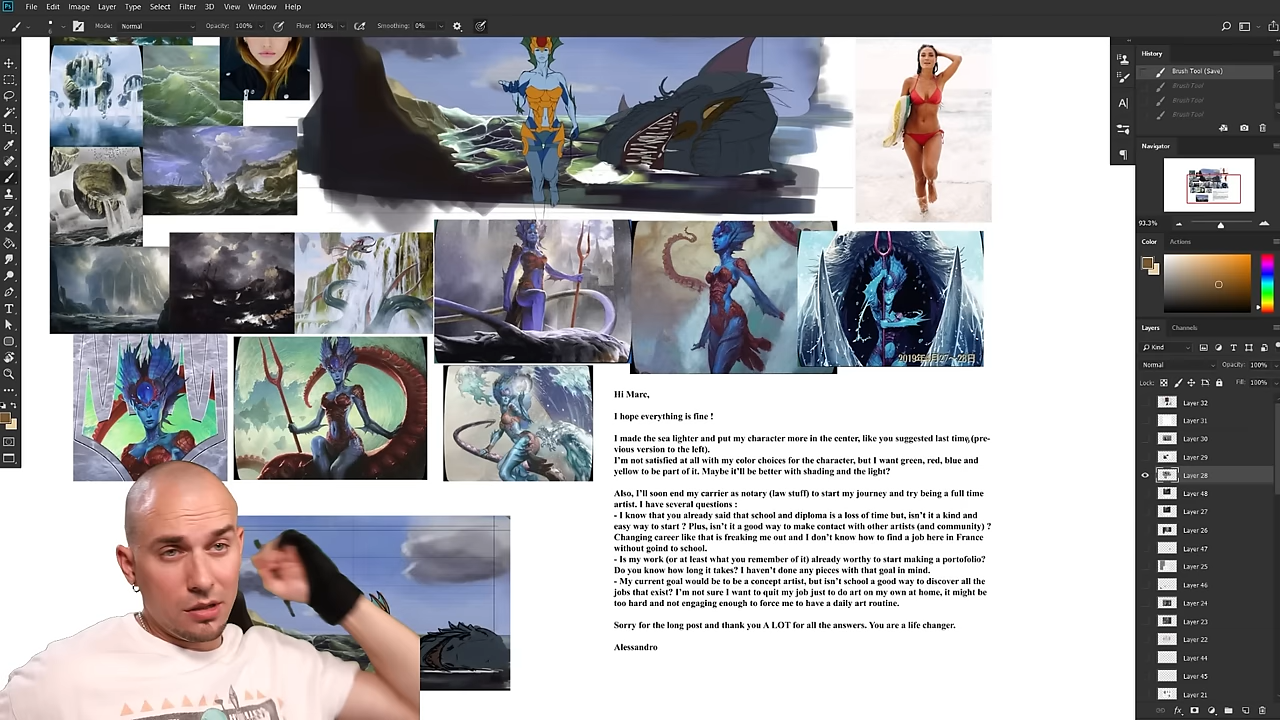 File Edit Image Layer Type Select Filter 3D View Window Help
Mode: Normal Opacity: 100% Flow: 100% Smoothing: 0%
History
Brush Tool (Save)
Brush Tool
Brush Tool
Brush Tool
Navigator
93.3%
Color Actions
Layers Channels
Kind
Normal Opacity: 100%
Lock: Fill: 100%
Layer 32
Layer 31
Layer 30
Layer 29
Layer 28
Layer 48
Layer 27
Layer 26
Layer 47
Layer 25
Layer 46
Layer 24
Layer 23
Layer 22
Layer 44
Layer 45
Layer 21
Hi Marc,
I hope everything is fine !
I made the sea lighter and put my character more in the center, like you suggested last time (pre-
vious version to the left).
I'm not satisfied at all with my color choices for the character, but I want green, red, blue and
yellow to be part of it. Maybe it'll be better with shading and the light?
Also, I'll soon end my carrier as notary (law stuff) to start my journey and try being a full time
artist. I have several questions :
- I know that you already said that school and diploma is a loss of time but, isn't it a kind and
easy way to start ? Plus, isn't it a good way to make contact with other artists (and community) ?
Changing career like that is freaking me out and I don't know how to find a job here in France
without goind to school.
- Is my work (or at least what you remember of it) already worthy to start making a portofolio?
Do you know how long it takes? I haven't done any pieces with that goal in mind.
- My current goal would be to be a concept artist, but isn't school a good way to discover all the
jobs that exist? I'm not sure I want to quit my job just to do art on my own at home, it might be
too hard and not engaging enough to force me to have a daily art routine.
Sorry for the long post and thank you A LOT for all the answers. You are a life changer.
Alessandro